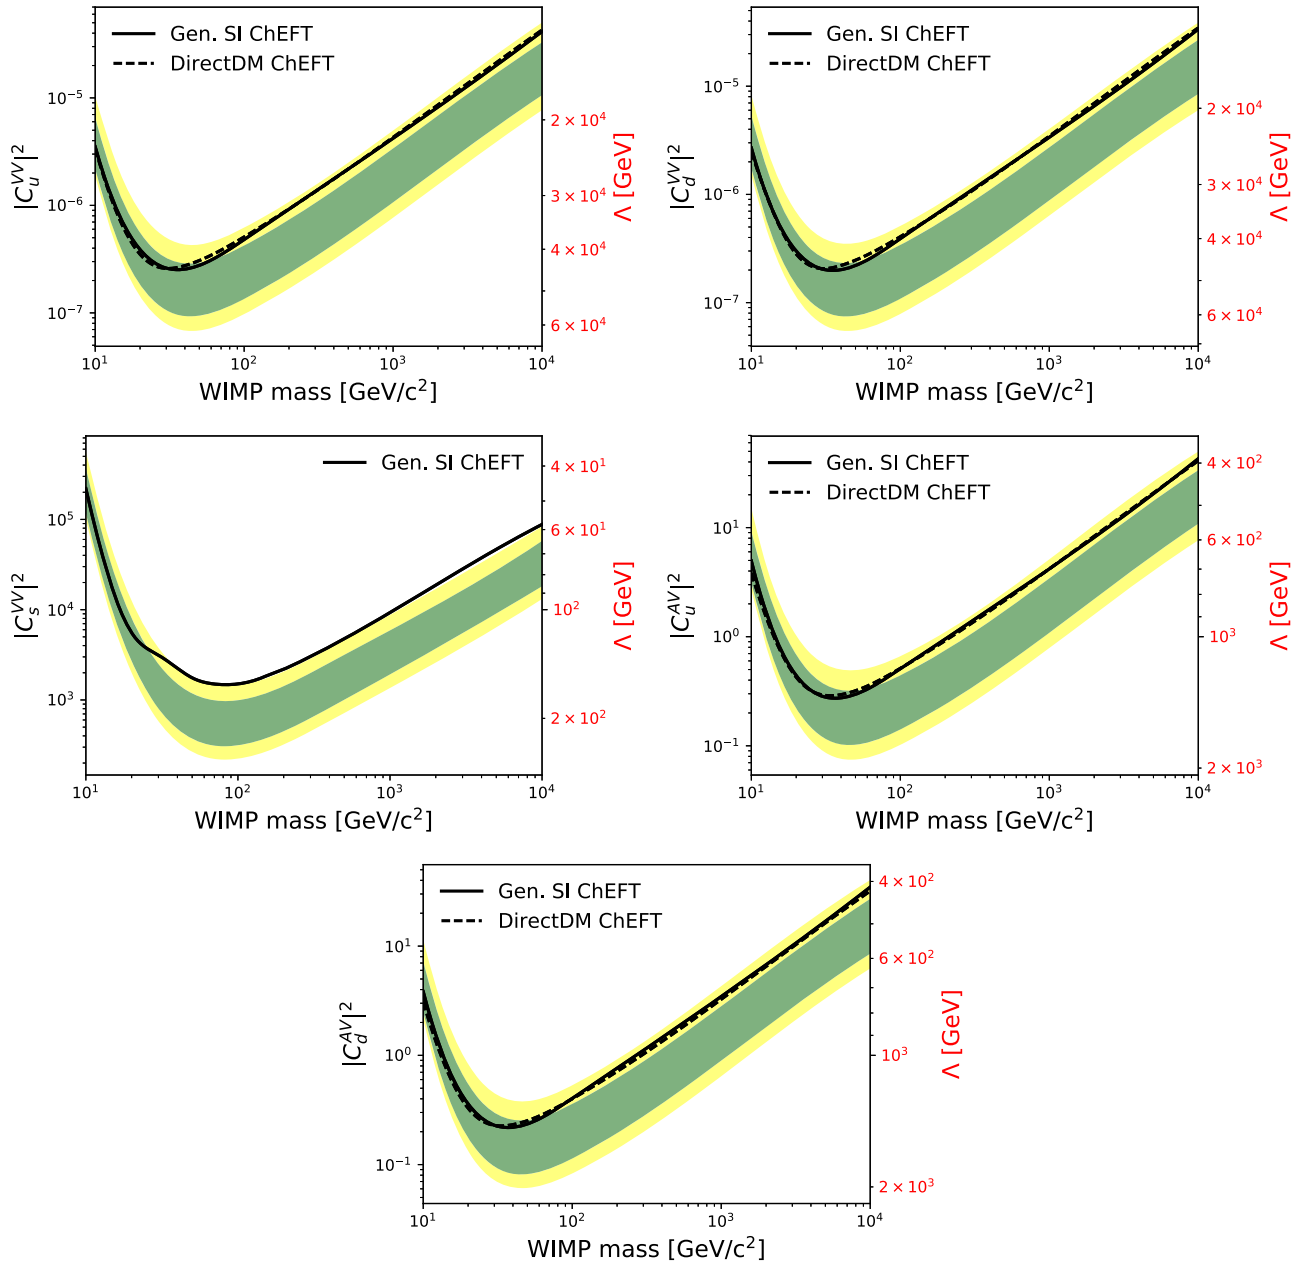 Gen. SI ChEFT
DirectDM ChEFT
|C_u^{VV}|^2
10^{-5}
10^{-6}
10^{-7}
10^1 10^2 10^3 10^4
WIMP mass [GeV/c^2]
2 × 10^4
3 × 10^4
4 × 10^4
6 × 10^4
Λ [GeV]
Gen. SI ChEFT
DirectDM ChEFT
|C_d^{VV}|^2
10^{-5}
10^{-6}
10^{-7}
10^1 10^2 10^3 10^4
WIMP mass [GeV/c^2]
2 × 10^4
3 × 10^4
4 × 10^4
6 × 10^4
Λ [GeV]
Gen. SI ChEFT
|C_s^{VV}|^2
10^5
10^4
10^3
10^1 10^2 10^3 10^4
WIMP mass [GeV/c^2]
4 × 10^1
6 × 10^1
10^2
2 × 10^2
Λ [GeV]
Gen. SI ChEFT
DirectDM ChEFT
|C_u^{AV}|^2
10^1
10^0
10^{-1}
10^1 10^2 10^3 10^4
WIMP mass [GeV/c^2]
4 × 10^2
6 × 10^2
10^3
2 × 10^3
Λ [GeV]
Gen. SI ChEFT
DirectDM ChEFT
|C_d^{AV}|^2
10^1
10^0
10^{-1}
10^1 10^2 10^3 10^4
WIMP mass [GeV/c^2]
4 × 10^2
6 × 10^2
10^3
2 × 10^3
Λ [GeV]